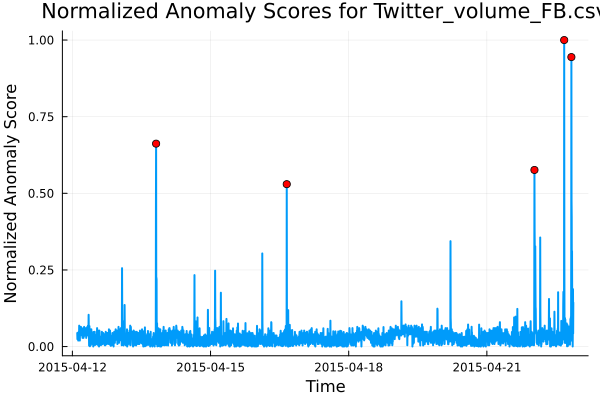 Normalized Anomaly Scores for Twitter_volume_FB.csv
Normalized Anomaly Score
1.00
0.75
0.50
0.25
0.00
2015-04-12 2015-04-15 2015-04-18 2015-04-21
Time